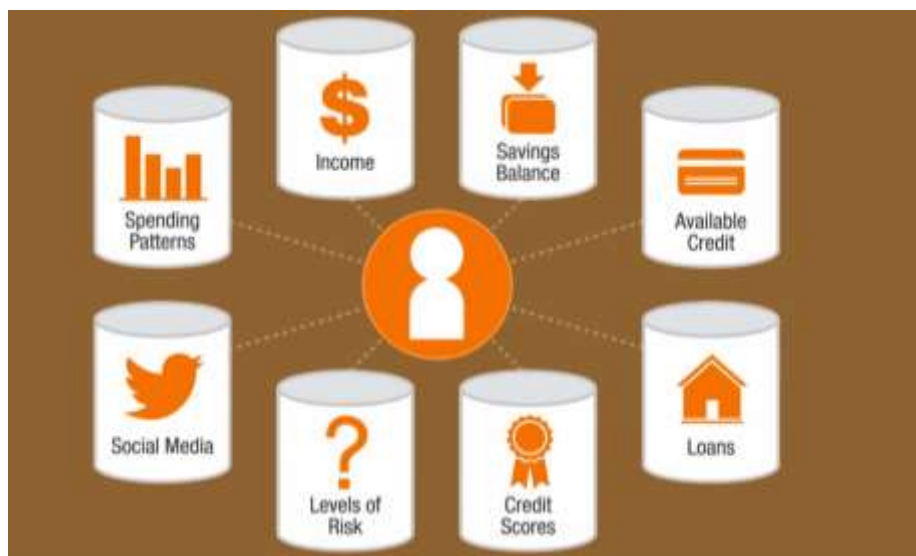 Income
Savings
Balance
Spending
Patterns
Available
Credit
Social Media
Loans
Levels of
Risk
Credit
Scores